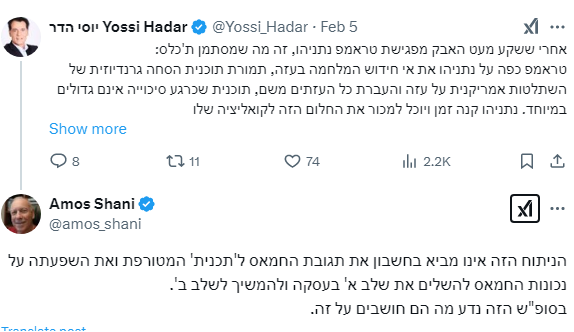 יוסי הדר Yossi Hadar @Yossi_Hadar · Feb 5
אחרי ששקע מעט האבק מפגישת טראמפ נתניהו, זה מה שמסתמן ת'כלס:
טראמפ כפה על נתניהו את אי חידוש המלחמה בעזה, תמורת תוכנית הסחה גרנדיוזית של
השתלטות אמריקנית על עזה והעברת כל העזתים משם, תוכנית שכרגע סיכוייה אינם גדולים
במיוחד. נתניהו קנה זמן ויוכל למכור את החלום הזה לקואליציה שלו
Show more
8 11 74 2.2K
Amos Shani
@amos_shani
הניתוח הזה אינו מביא בחשבון את תגובת החמאס ל'תכנית' המטורפת ואת השפעתה על
נכונות החמאס להשלים את שלב א' בעסקה ולהמשיך לשלב ב'.
בסופ"ש הזה נדע מה הם חושבים על זה.
Translate post